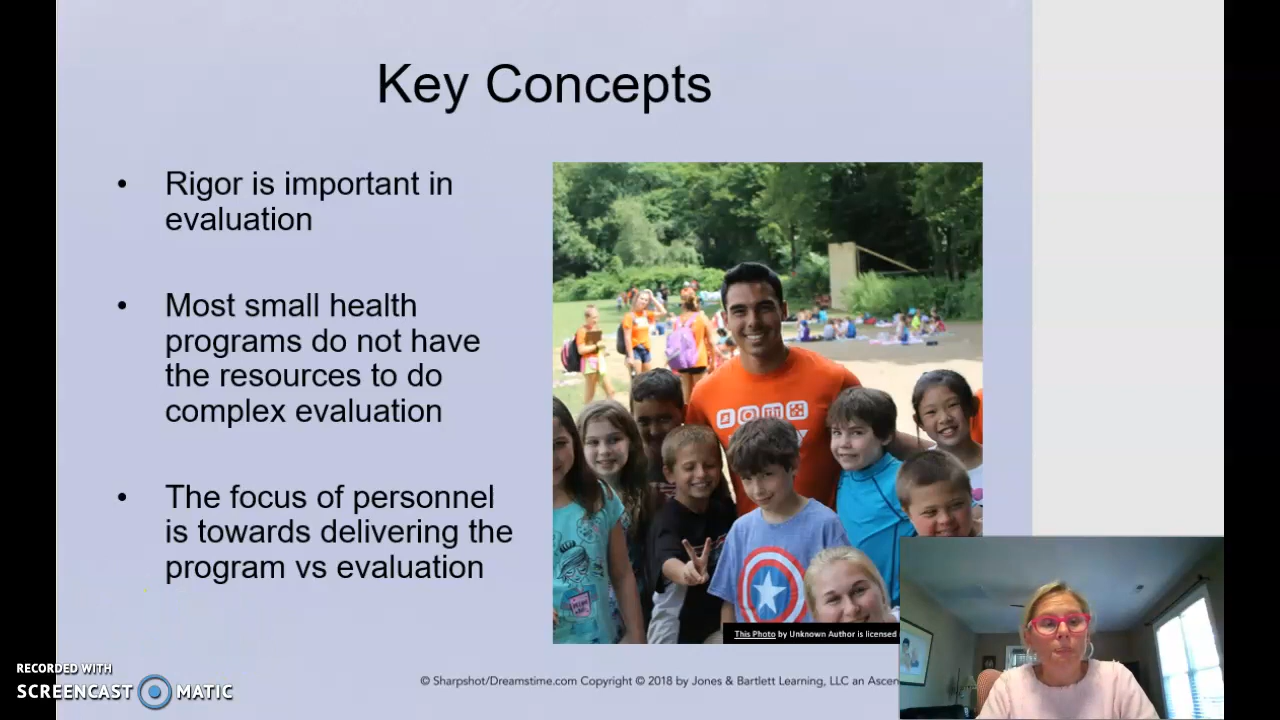 Key Concepts
• Rigor is important in
evaluation
• Most small health
programs do not have
the resources to do
complex evaluation
• The focus of personnel
is towards delivering the
program vs evaluation
This Photo by Unknown Author is licensed
© Sharpshot/Dreamstime.com Copyright © 2018 by Jones & Bartlett Learning, LLC an Ascen
RECORDED WITH
SCREENCAST MATIC